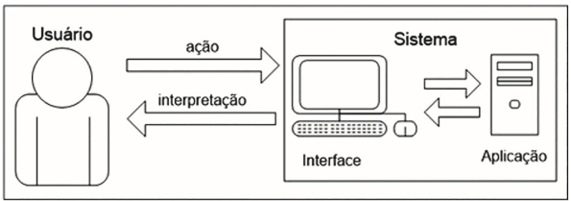 Usuário
ação
interpretação
Sistema
Interface
Aplicação